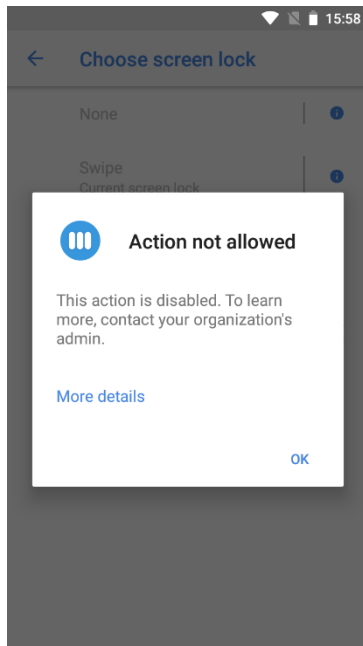 15:58
Choose screen lock
None
Swipe
Current screen lock
Action not allowed
This action is disabled. To learn
more, contact your organization's
admin.
More details
OK